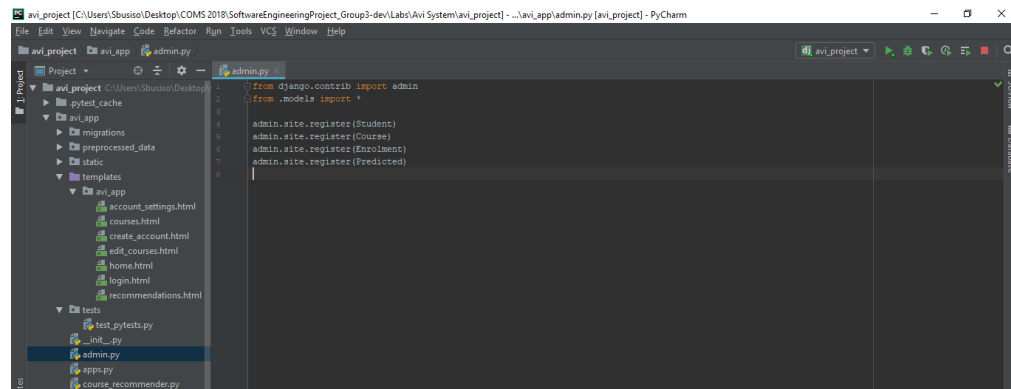 avi_project [C:\Users\Sbusiso\Desktop\COMS 2018\SoftwareEngineeringProject_Group3-dev\Labs\Avi System\avi_project] - ...\avi_app\admin.py [avi_project] - PyCharm
File Edit View Navigate Code Refactor Run Tools VCS Window Help
avi_project avi_app admin.py avi_project
Project admin.py
1: Project
avi_project C:\Users\Sbusiso\Desktop\
.pytest_cache
avi_app
migrations
preprocessed_data
static
templates
avi_app
account_settings.html
courses.html
create_account.html
edit_courses.html
home.html
login.html
recommendations.html
tests
test_pytests.py
__init__.py
admin.py
apps.py
course_recommender.py
1 from django.contrib import admin
2 from .models import *
3
4 admin.site.register(Student)
5 admin.site.register(Course)
6 admin.site.register(Enrolment)
7 admin.site.register(Predicted)
8